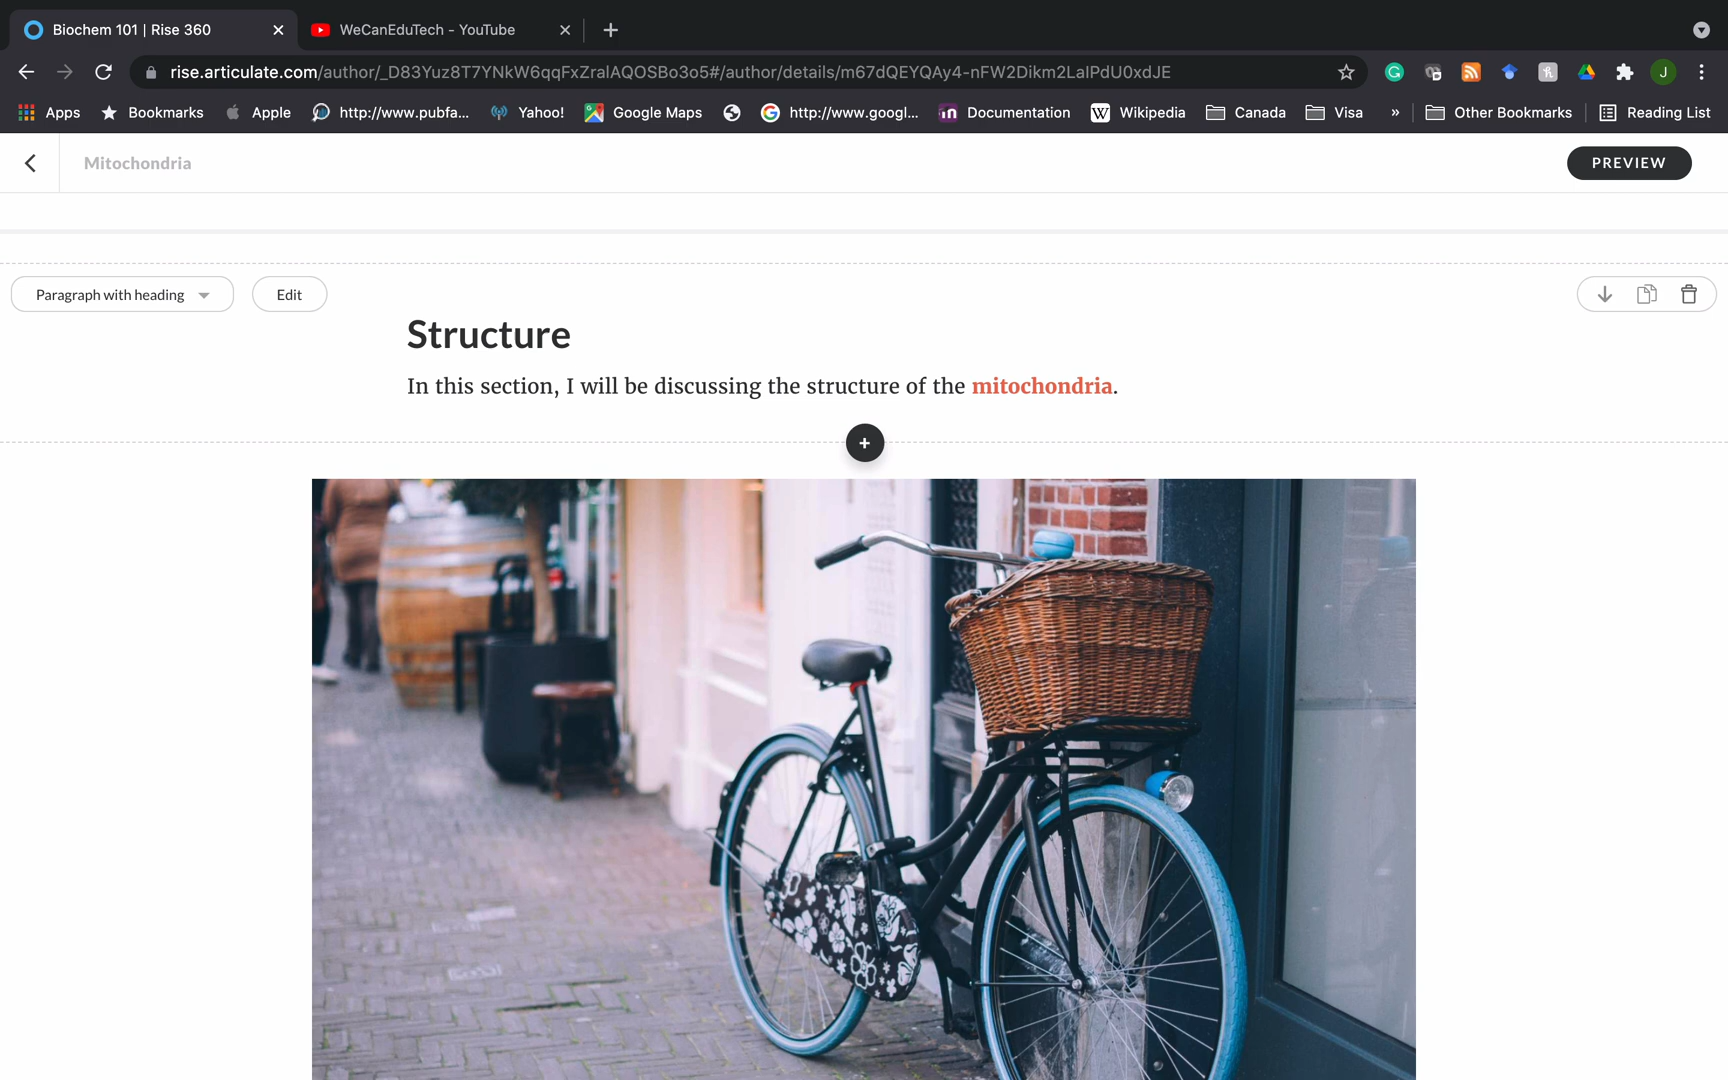 Biochem 101 | Rise 360
WeCanEduTech - YouTube
rise.articulate.com/author/_D83Yuz8T7YNkW6qqFxZralAQOSBo3o5#/author/details/m67dQEYQAy4-nFW2Dikm2LalPdU0xdJE
J
Apps
Bookmarks
Apple
http://www.pubfa...
Yahoo!
Google Maps
http://www.googl...
Documentation
Wikipedia
Canada
Visa
»
Other Bookmarks
Reading List
Mitochondria
PREVIEW
Paragraph with heading
Edit
Structure
In this section, I will be discussing the structure of the mitochondria.